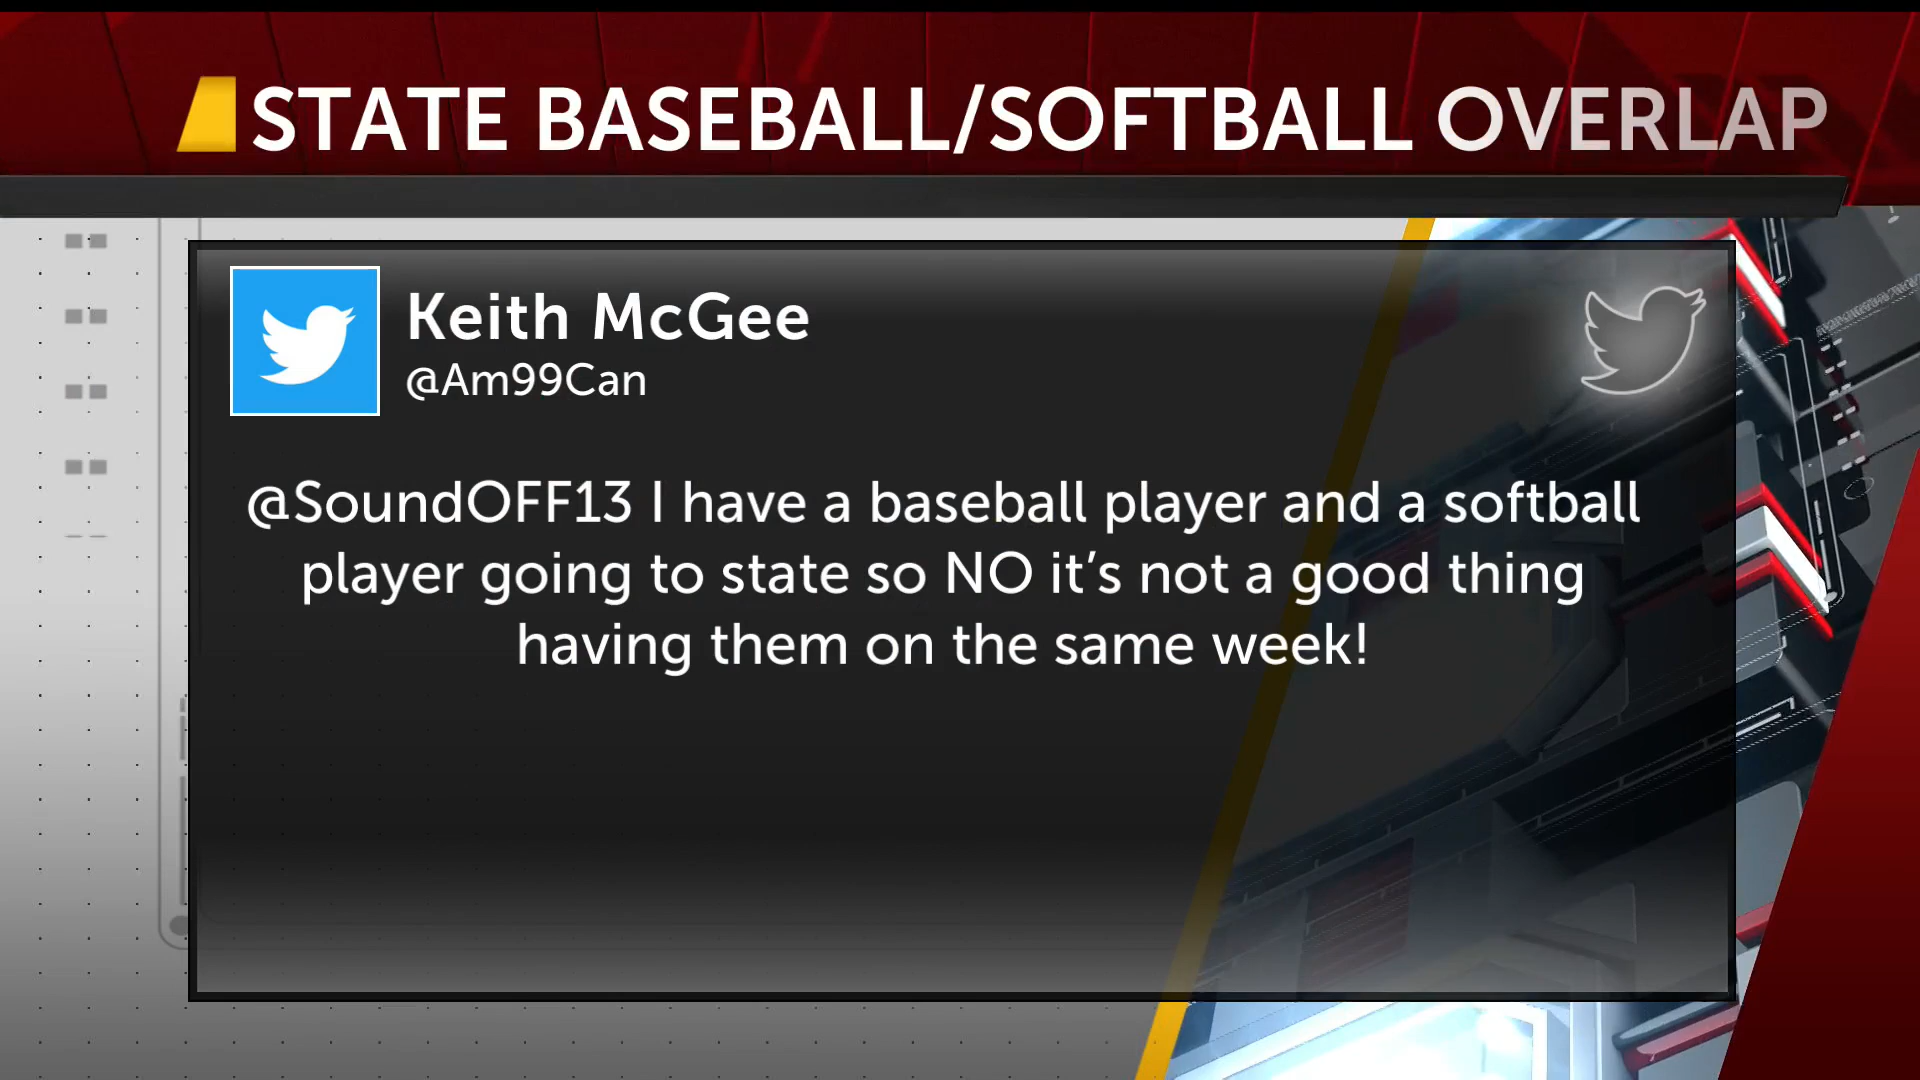 STATE BASEBALL/SOFTBALL OVERLAP
Keith McGee
@Am99Can
@SoundOFF13 I have a baseball player and a softball
player going to state so NO it’s not a good thing
having them on the same week!